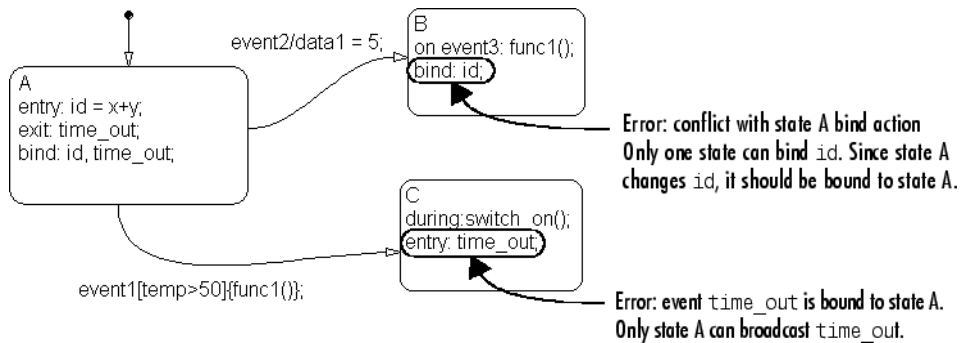 event2/data1 = 5;
A
entry: id = x+y;
exit: time_out;
bind: id, time_out;
B
on event3: func1();
bind: id;
Error: conflict with state A bind action
Only one state can bind id. Since state A
changes id, it should be bound to state A.
C
during:switch_on();
entry: time_out;
event1[temp>50]{func1()};
Error: event time_out is bound to state A.
Only state A can broadcast time_out.